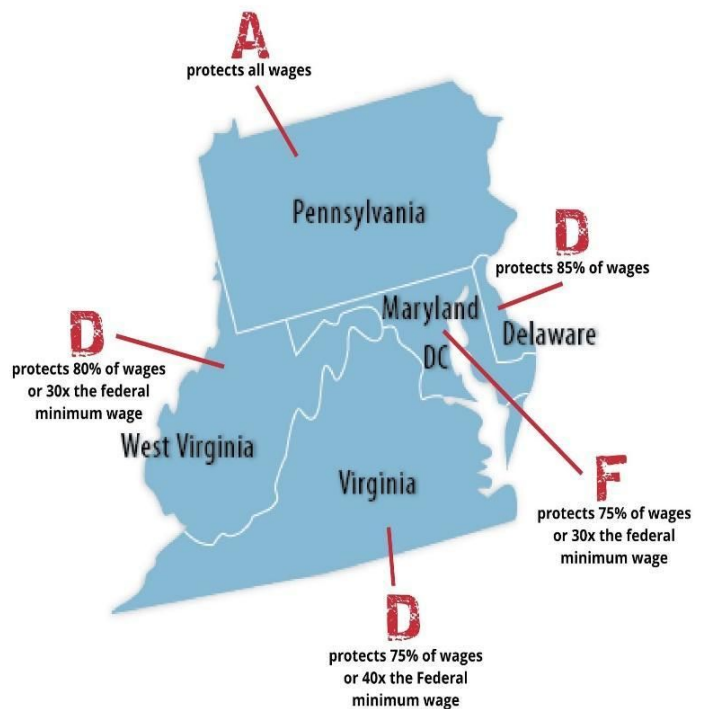 A
protects all wages
Pennsylvania
D
protects 85% of wages
Maryland
Delaware
DC
D
protects 80% of wages
or 30x the federal
minimum wage
West Virginia
Virginia
F
protects 75% of wages
or 30x the federal
minimum wage
D
protects 75% of wages
or 40x the Federal
minimum wage